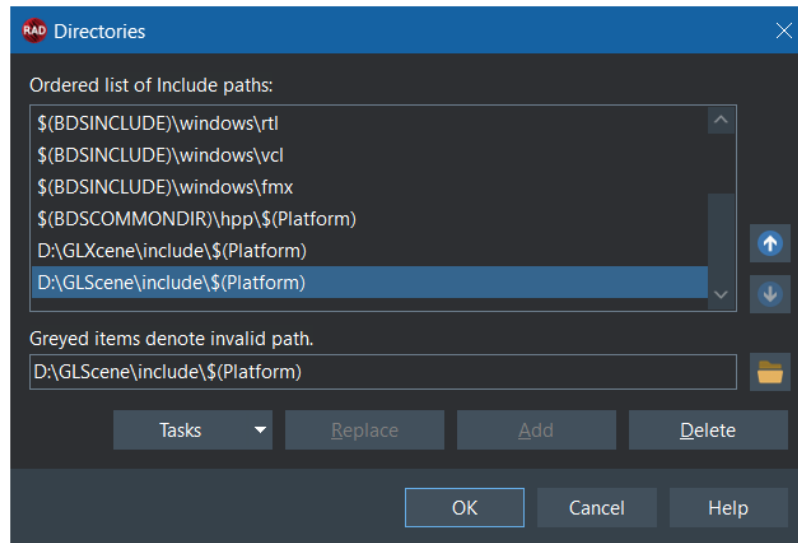 RAD Directories
Ordered list of Include paths:
$(BDSINCLUDE)\windows\rtl
$(BDSINCLUDE)\windows\vcl
$(BDSINCLUDE)\windows\fmx
$(BDSCOMMONDIR)\hpp\$(Platform)
D:\GLXcene\include\$(Platform)
D:\GLScene\include\$(Platform)
Greyed items denote invalid path.
D:\GLScene\include\$(Platform)
Tasks Replace Add Delete
OK Cancel Help